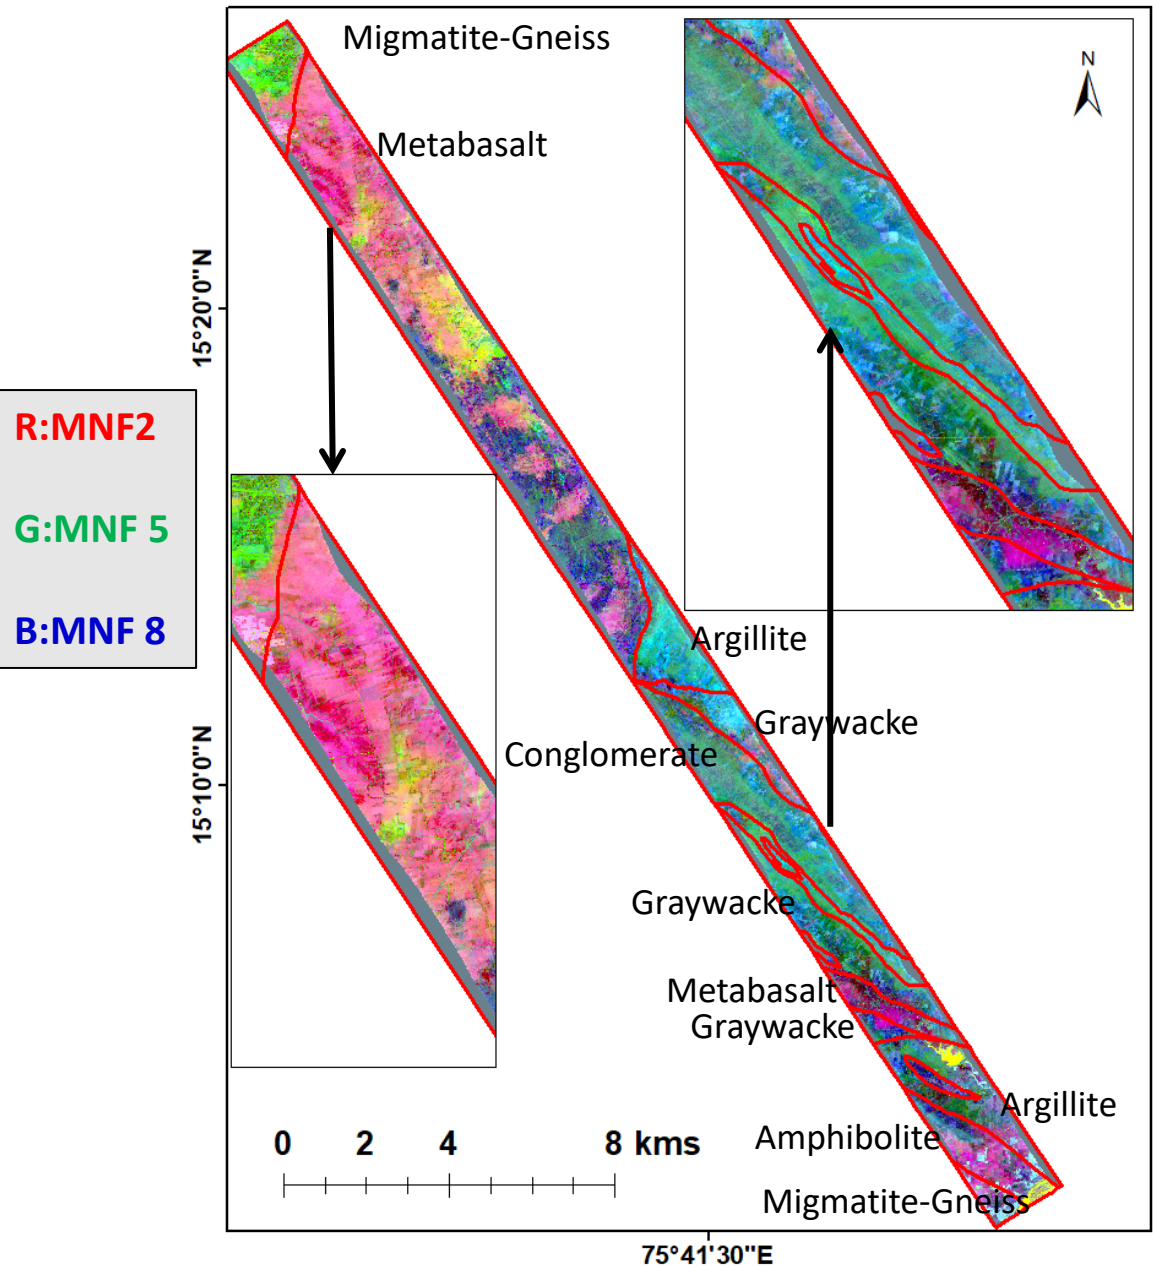 Migmatite-Gneiss
N
Metabasalt
15°20'0"N
R:MNF2
G:MNF 5
B:MNF 8
Argillite
Graywacke
Conglomerate
15°10'0"N
Graywacke
Metabasalt
Graywacke
Argillite
Amphibolite
0 2 4 8 kms
Migmatite-Gneiss
75°41'30"E